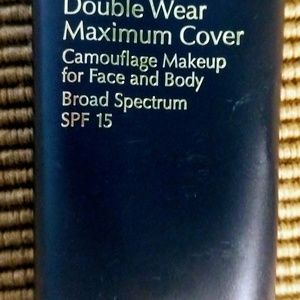 Double Wear
Maximum Cover
Camouflage Makeup
for Face and Body
Broad Spectrum
SPF 15